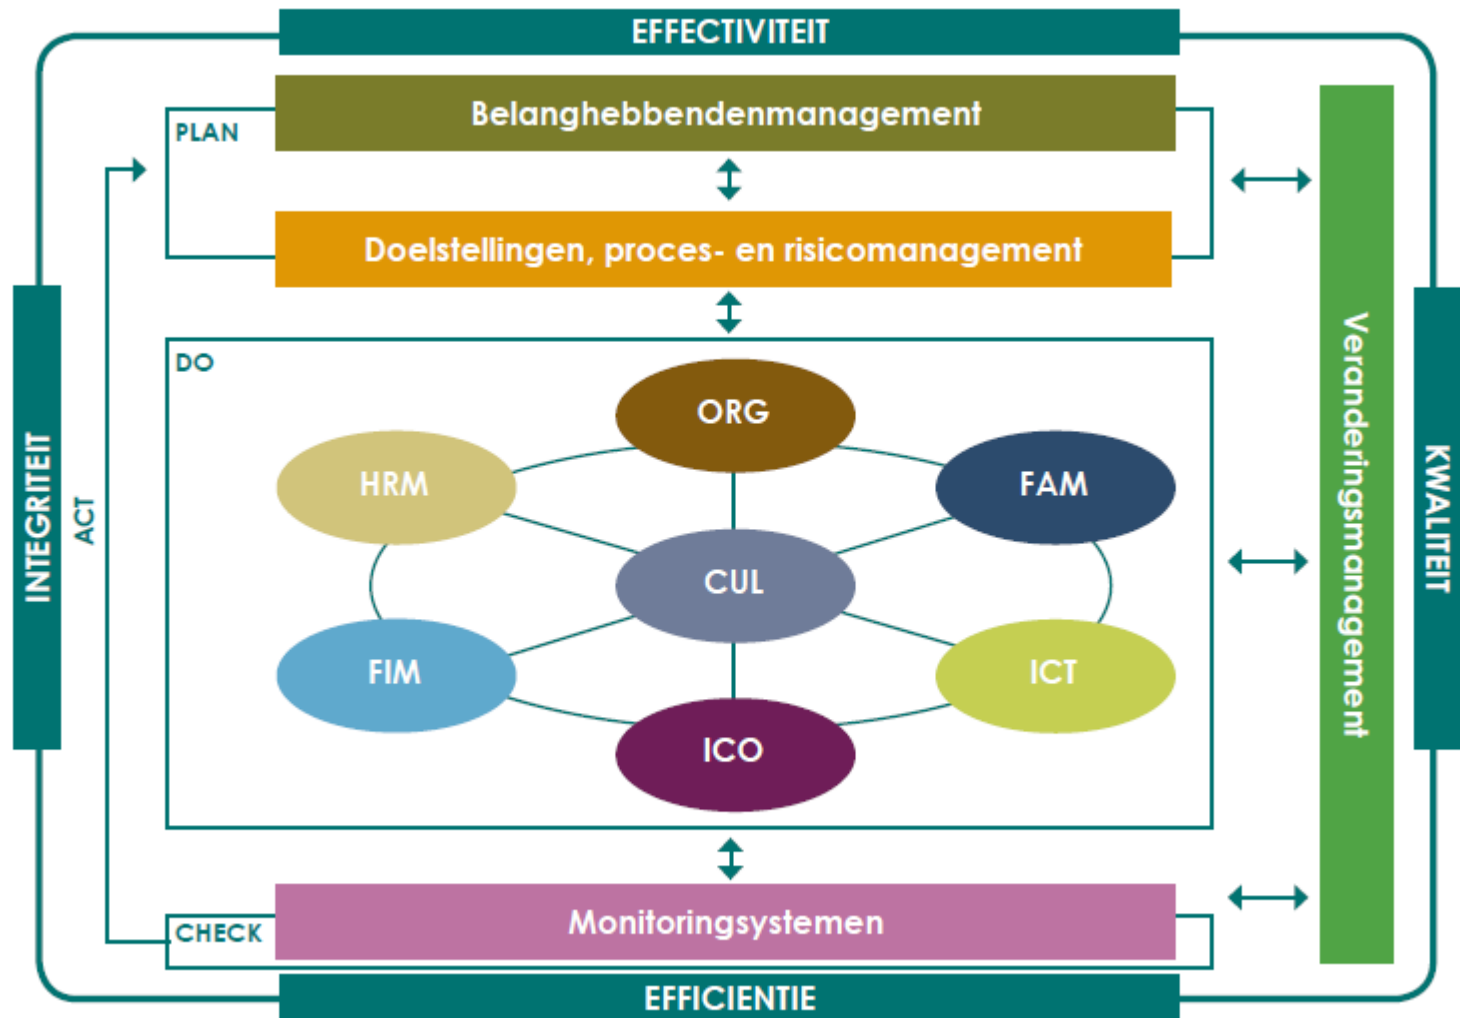 EFFECTIVITEIT
Belanghebbendenmanagement
PLAN
Doelstellingen, proces- en risicomanagement
DO
ORG
HRM
FAM
CUL
FIM
ICT
ICO
INTEGRITEIT
ACT
Veranderingsmanagement
KWALITEIT
Monitoringsystemen
CHECK
EFFICIENTIE